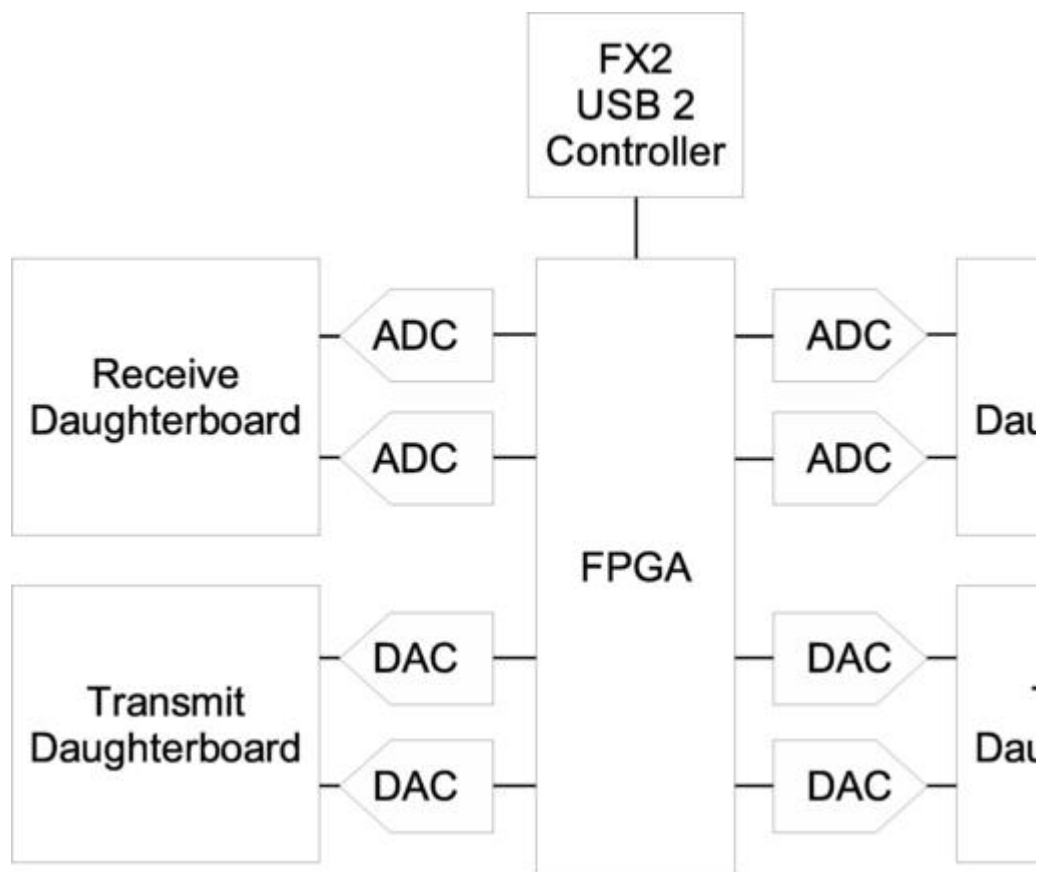 FX2
USB 2
Controller
ADC
ADC
Receive
Daughterboard
ADC
ADC
FPGA
DAC
DAC
Transmit
Daughterboard
DAC
DAC